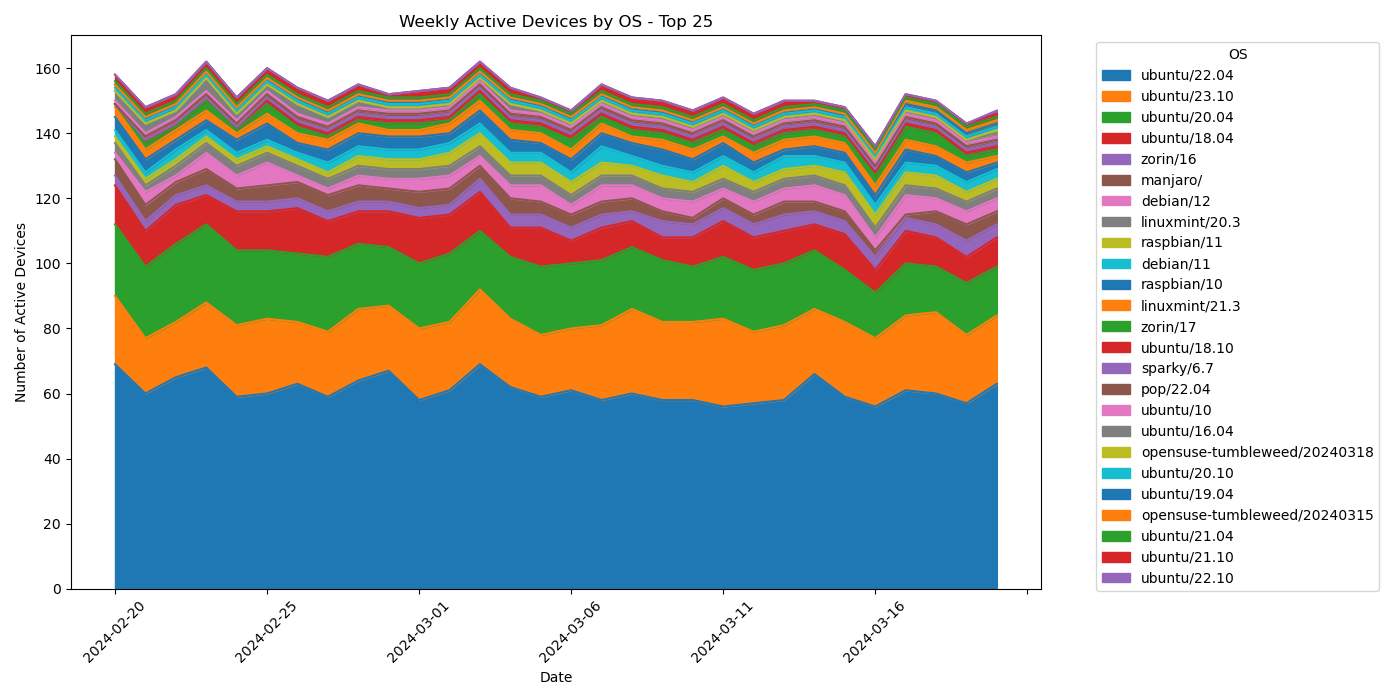 Weekly Active Devices by OS - Top 25
Number of Active Devices
160
140
120
100
80
60
40
20
0
2024-02-20
2024-02-25
2024-03-01
2024-03-06
2024-03-11
2024-03-16
Date
OS
ubuntu/22.04
ubuntu/23.10
ubuntu/20.04
ubuntu/18.04
zorin/16
manjaro/
debian/12
linuxmint/20.3
raspbian/11
debian/11
raspbian/10
linuxmint/21.3
zorin/17
ubuntu/18.10
sparky/6.7
pop/22.04
ubuntu/10
ubuntu/16.04
opensuse-tumbleweed/20240318
ubuntu/20.10
ubuntu/19.04
opensuse-tumbleweed/20240315
ubuntu/21.04
ubuntu/21.10
ubuntu/22.10